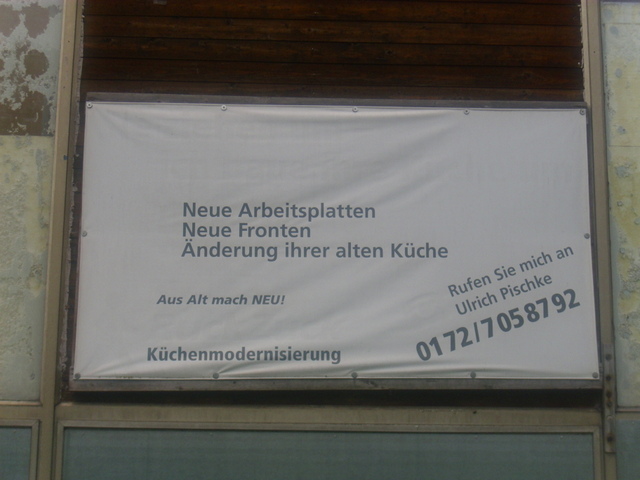 Neue Arbeitsplatten
Neue Fronten
Änderung ihrer alten Küche
Aus Alt mach NEU!
Küchenmodernisierung
Rufen Sie mich an
Ulrich Pischke
0172/7058792